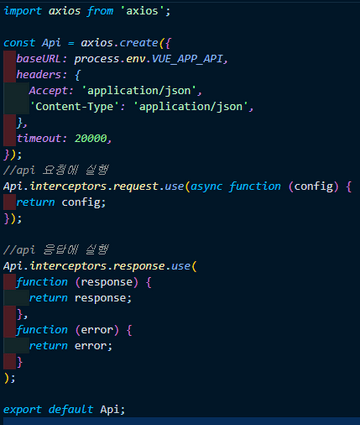 import axios from 'axios';
const Api = axios.create({
baseURL: process.env.VUE_APP_API,
headers: {
Accept: 'application/json',
'Content-Type': 'application/json',
},
timeout: 20000,
});
//api 요청에 실행
Api.interceptors.request.use(async function (config) {
return config;
});
//api 응답에 실행
Api.interceptors.response.use(
function (response) {
return response;
},
function (error) {
return error;
}
);
export default Api;